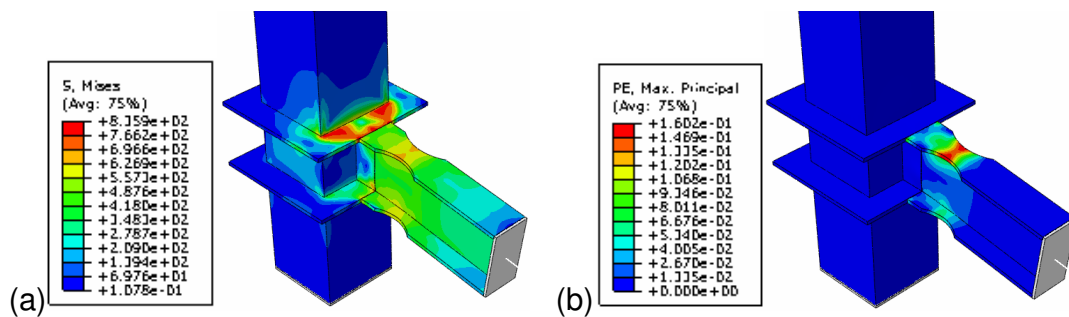 S, Mises
(Avg: 75%)
+8.359e+02
+7.662e+02
+6.966e+02
+6.269e+02
+5.573e+02
+4.876e+02
+4.180e+02
+3.483e+02
+2.787e+02
+2.090e+02
+1.394e+02
+6.976e+01
+1.078e-01
(a)
PE, Max. Principal
(Avg: 75%)
+1.602e-01
+1.469e-01
+1.335e-01
+1.202e-01
+1.068e-01
+9.346e-02
+8.011e-02
+6.676e-02
+5.340e-02
+4.005e-02
+2.670e-02
+1.335e-02
+0.000e+00
(b)